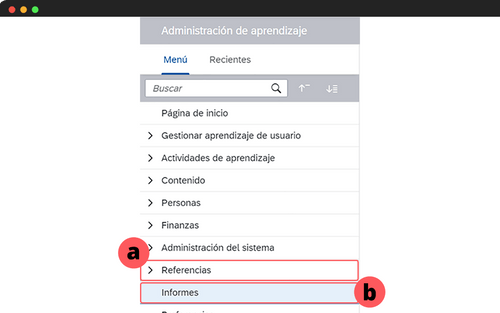 Administración de aprendizaje
Menú Recientes
Buscar
Página de inicio
Gestionar aprendizaje de usuario
Actividades de aprendizaje
Contenido
Personas
Finanzas
Administración del sistema
a
Referencias
Informes
b